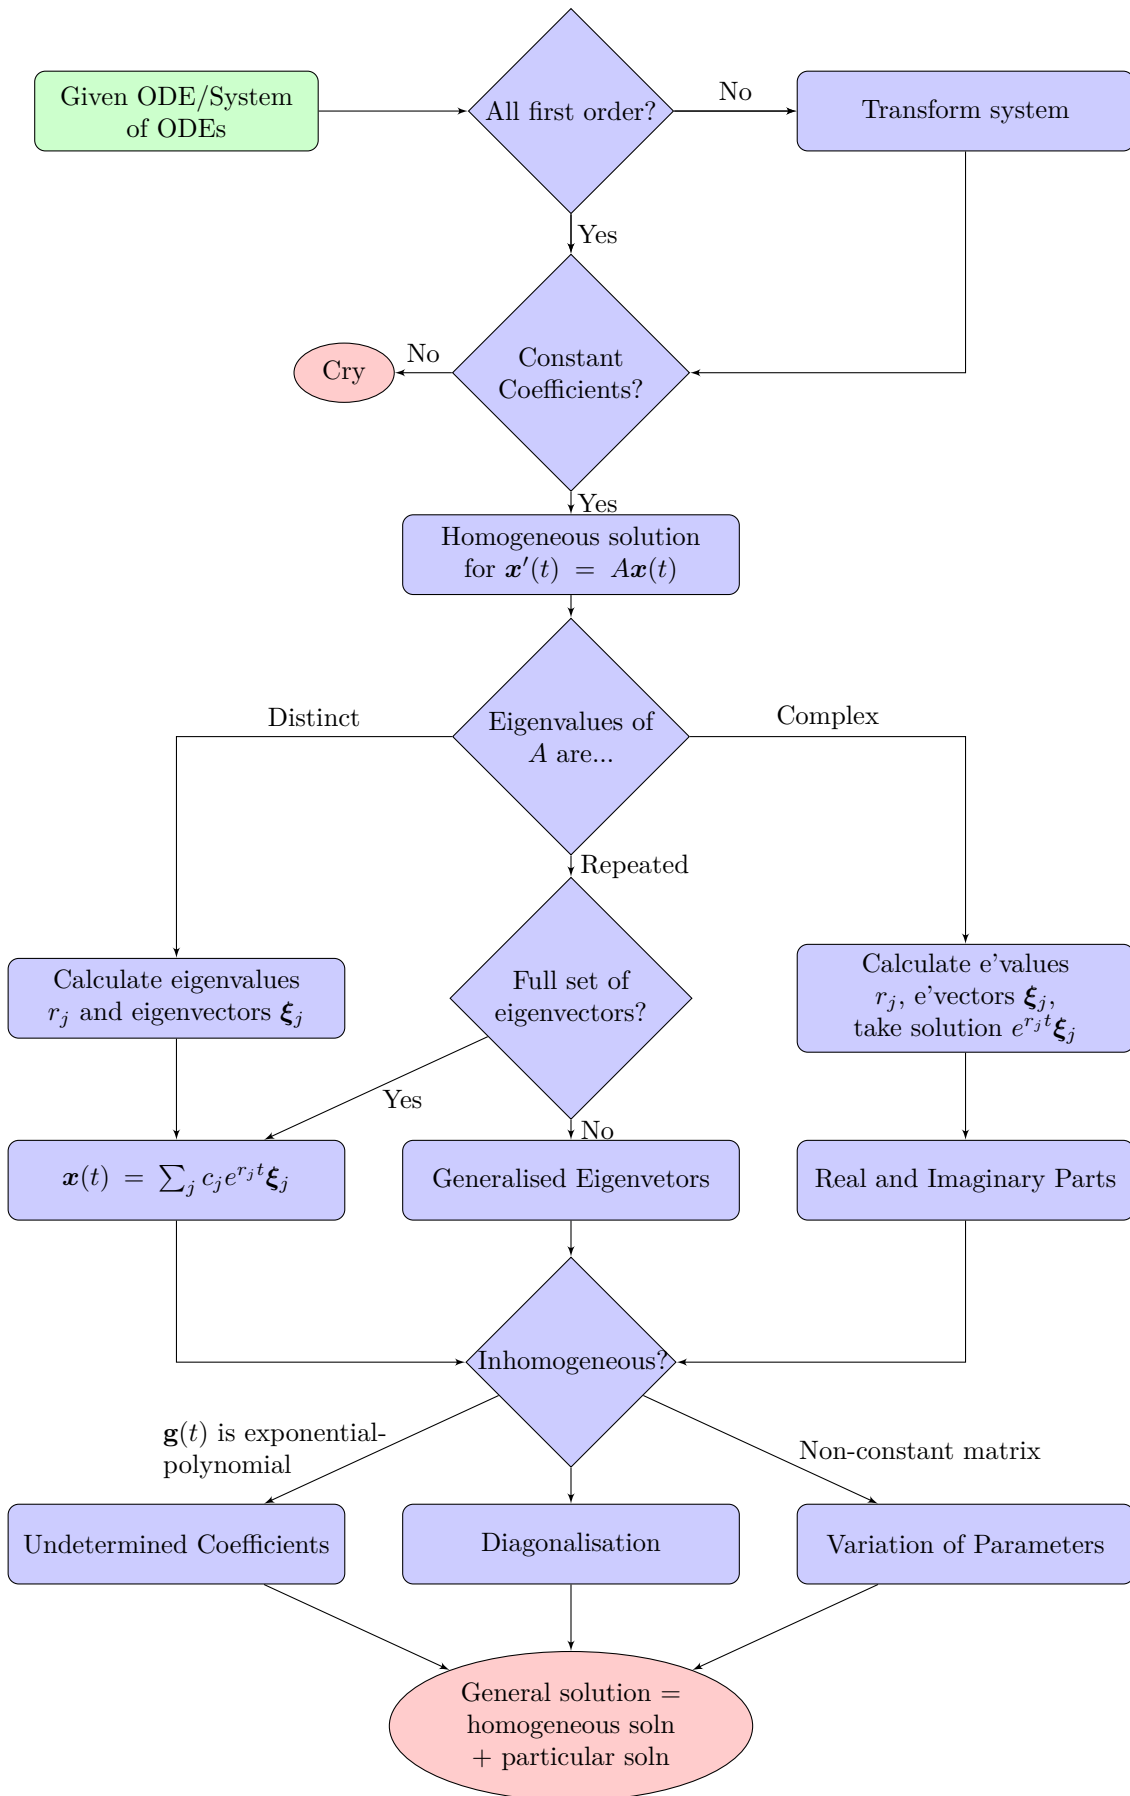 Given ODE/System
of ODEs
All first order?
No
Transform system
Yes
Constant
Coefficients?
No
Cry
Yes
Homogeneous solution
for 𝒙′(t) = A𝒙(t)
Eigenvalues of
A are...
Distinct
Complex
Repeated
Calculate eigenvalues
r_j and eigenvectors ξ_j
Full set of
eigenvectors?
Calculate e'values
r_j, e'vectors ξ_j,
take solution e^{r_j t}ξ_j
Yes
No
𝒙(t) = ∑_j c_j e^{r_j t}ξ_j
Generalised Eigenvetors
Real and Imaginary Parts
Inhomogeneous?
g(t) is exponential-
polynomial
Non-constant matrix
Undetermined Coefficients
Diagonalisation
Variation of Parameters
General solution =
homogeneous soln
+ particular soln